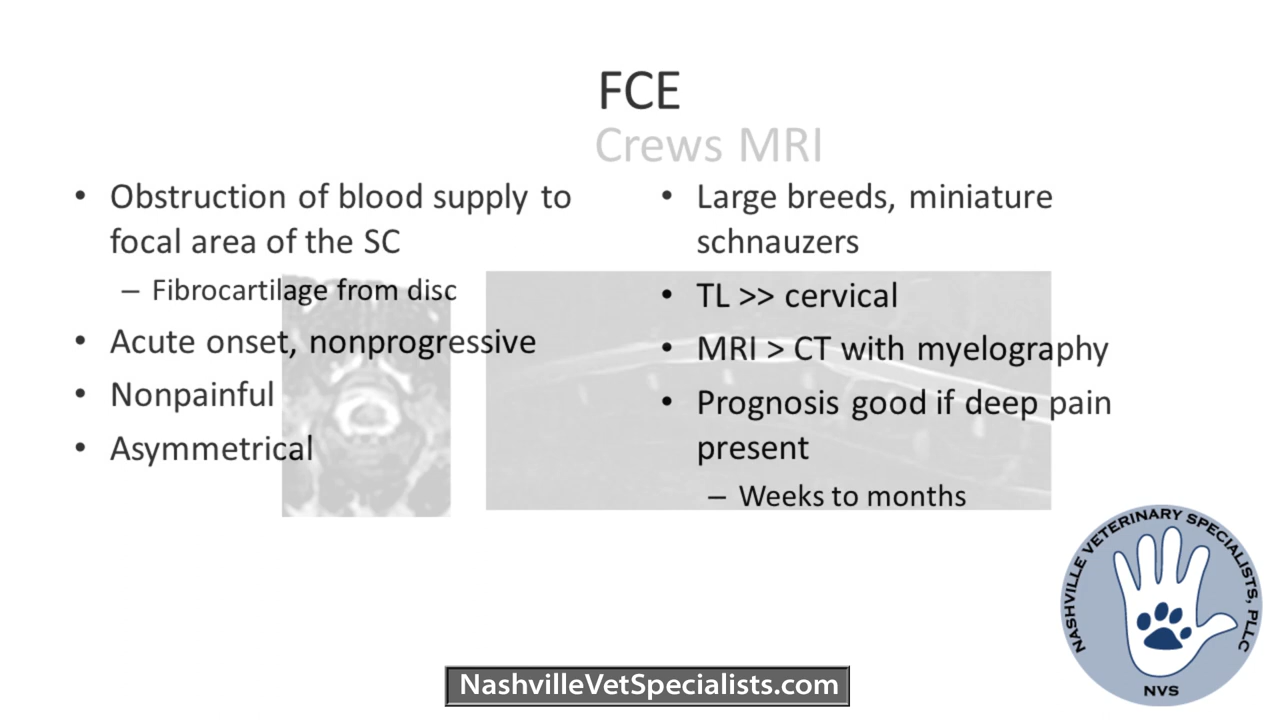 FCE
Crews MRI
• Obstruction of blood supply to
focal area of the SC
– Fibrocartilage from disc
• Acute onset, nonprogressive
• Nonpainful
• Asymmetrical
• Large breeds, miniature
schnauzers
• TL >> cervical
• MRI > CT with myelography
• Prognosis good if deep pain
present
– Weeks to months
NASHVILLE VETERINARY SPECIALISTS, PLLC
NVS
NashvilleVetSpecialists.com